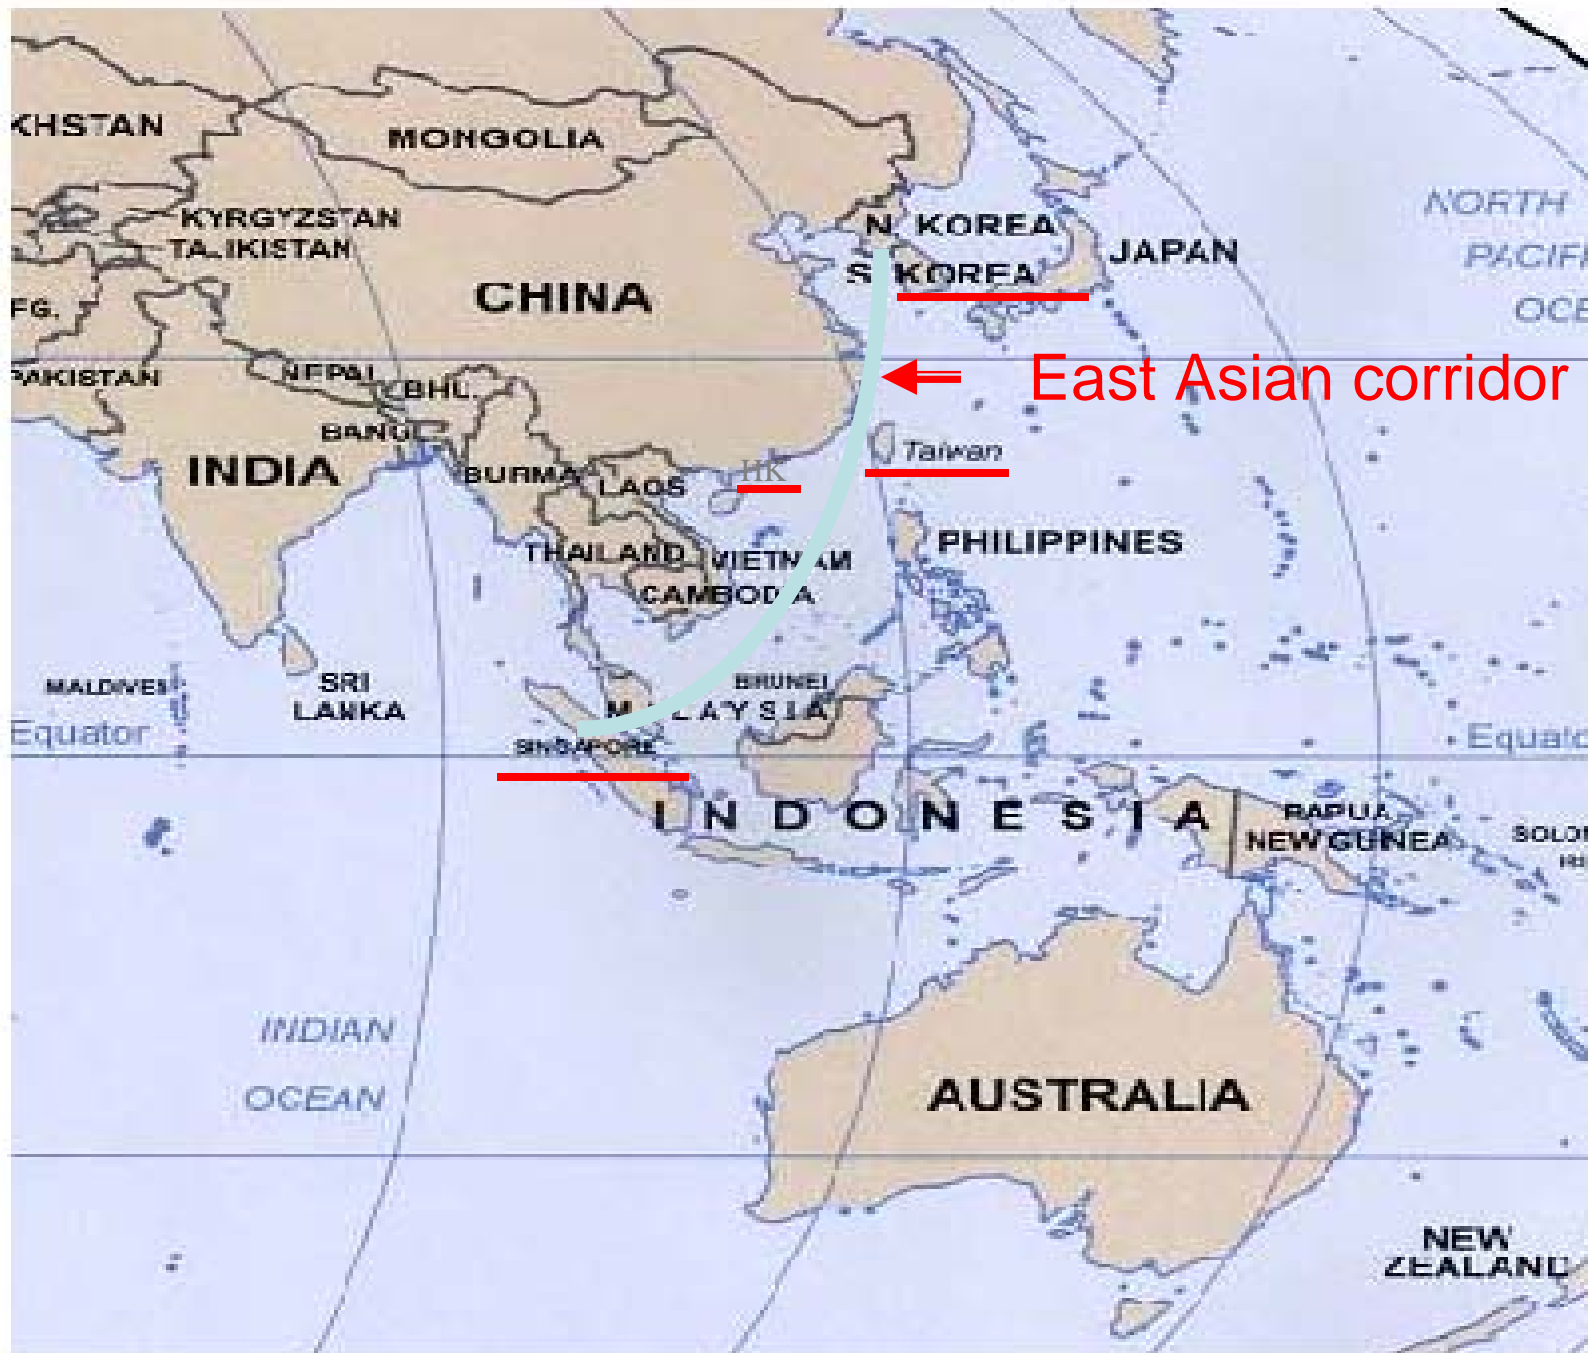 KHSTAN
MONGOLIA
KYRGYZSTAN
TAJIKISTAN
N. KOREA
JAPAN
S. KOREA
NORTH
PACIFI
OCE
CHINA
FG.
PAKISTAN
NEPAL
BHU.
East Asian corridor
BANGL
INDIA
BURMA
LAOS
HK
Taiwan
THAILAND
VIETNAM
PHILIPPINES
CAMBODIA
MALDIVES
SRI
LANKA
BRUNEI
MALAYSIA
Equator
SINGAPORE
Equato
INDONESIA
PAPUA
NEW GUINEA
SOLO
INDIAN
OCEAN
AUSTRALIA
NEW
ZEALAND